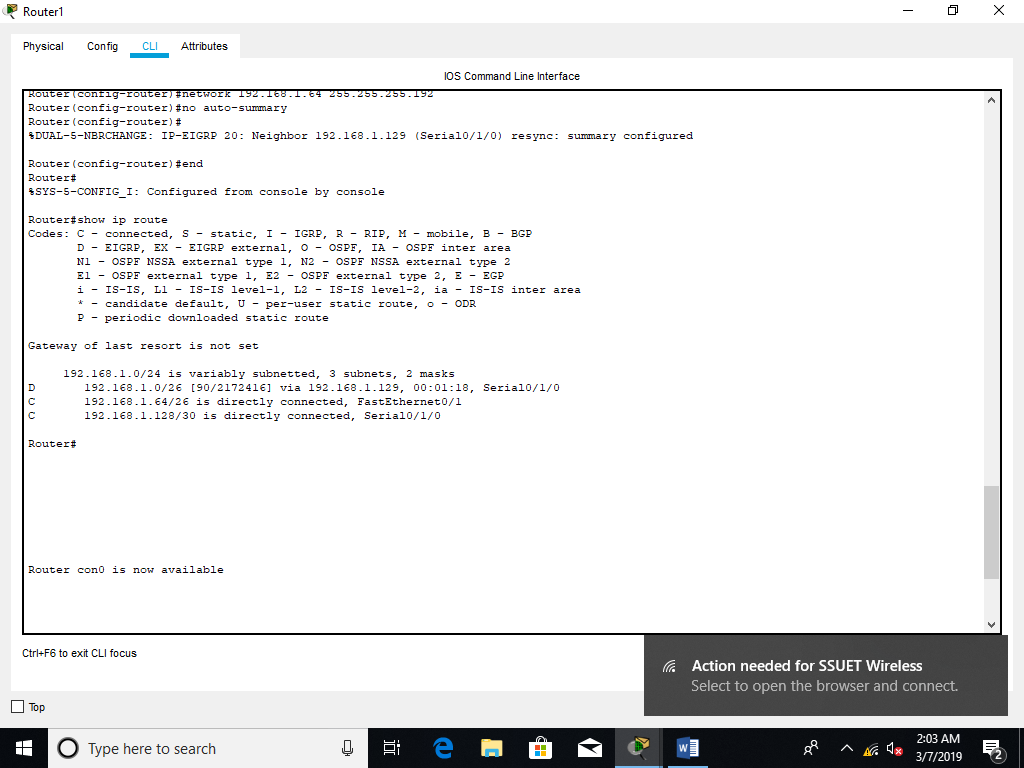 Router1
Physical Config CLI Attributes
IOS Command Line Interface
Router(config-router)#network 192.168.1.64 255.255.255.192
Router(config-router)#no auto-summary
Router(config-router)#
%DUAL-5-NBRCHANGE: IP-EIGRP 20: Neighbor 192.168.1.129 (Serial0/1/0) resync: summary configured
Router(config-router)#end
Router#
%SYS-5-CONFIG_I: Configured from console by console
Router#show ip route
Codes: C - connected, S - static, I - IGRP, R - RIP, M - mobile, B - BGP
D - EIGRP, EX - EIGRP external, O - OSPF, IA - OSPF inter area
N1 - OSPF NSSA external type 1, N2 - OSPF NSSA external type 2
E1 - OSPF external type 1, E2 - OSPF external type 2, E - EGP
i - IS-IS, L1 - IS-IS level-1, L2 - IS-IS level-2, ia - IS-IS inter area
* - candidate default, U - per-user static route, o - ODR
P - periodic downloaded static route
Gateway of last resort is not set
192.168.1.0/24 is variably subnetted, 3 subnets, 2 masks
D 192.168.1.0/26 [90/2172416] via 192.168.1.129, 00:01:18, Serial0/1/0
C 192.168.1.64/26 is directly connected, FastEthernet0/1
C 192.168.1.128/30 is directly connected, Serial0/1/0
Router#
Router con0 is now available
Ctrl+F6 to exit CLI focus
Action needed for SSUET Wireless
Select to open the browser and connect.
Top
Type here to search
2:03 AM
3/7/2019
2